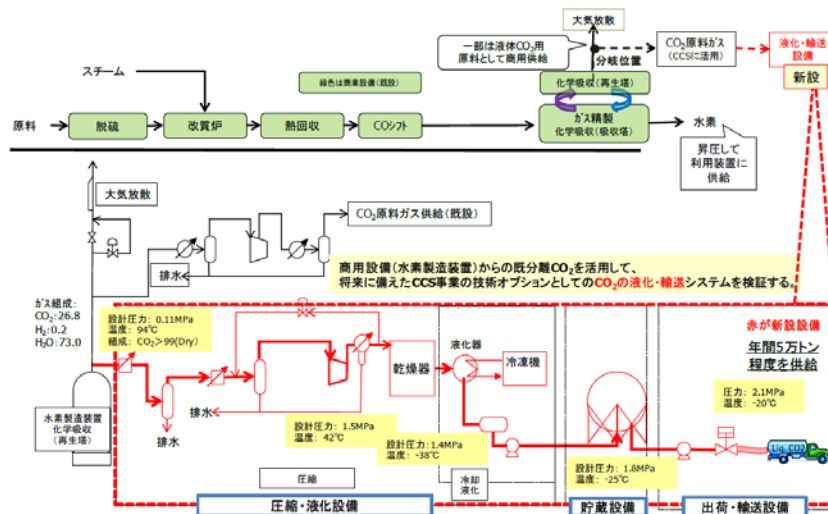 大気放散
一部は液体CO2用
原料として商用供給
分岐位置
CO2原料ガス
(CCSに活用)
液化・輸送
設備
新設
スチーム
緑色は商業設備(既設)
化学吸収(再生塔)
原料
脱硫
改質炉
熱回収
COシフト
ガス精製
化学吸収(吸収塔)
水素
昇圧して
利用装置に
供給
大気放散
CO2原料ガス供給(既設)
排水
商用設備(水素製造装置)からの既分離CO2を活用して、
将来に備えたCCS事業の技術オプションとしてのCO2の液化・輸送システムを検証する。
ガス組成:
CO2:26.8
H2:0.2
H2O:73.0
設計圧力: 0.11MPa
温度: 94℃
組成: CO2>99(Dry)
赤が新設設備
年間5万トン
程度を供給
液化器
冷凍機
乾燥器
圧力: 2.1MPa
温度: -20℃
排水
排水
水素製造装置
化学吸収
(再生塔)
設計圧力: 1.5MPa
温度: 42℃
設計圧力: 1.4MPa
温度: -38℃
Liq. CO2
設計圧力: 1.8MPa
温度: -25℃
圧縮
冷却
液化
圧縮・液化設備
貯蔵設備
出荷・輸送設備